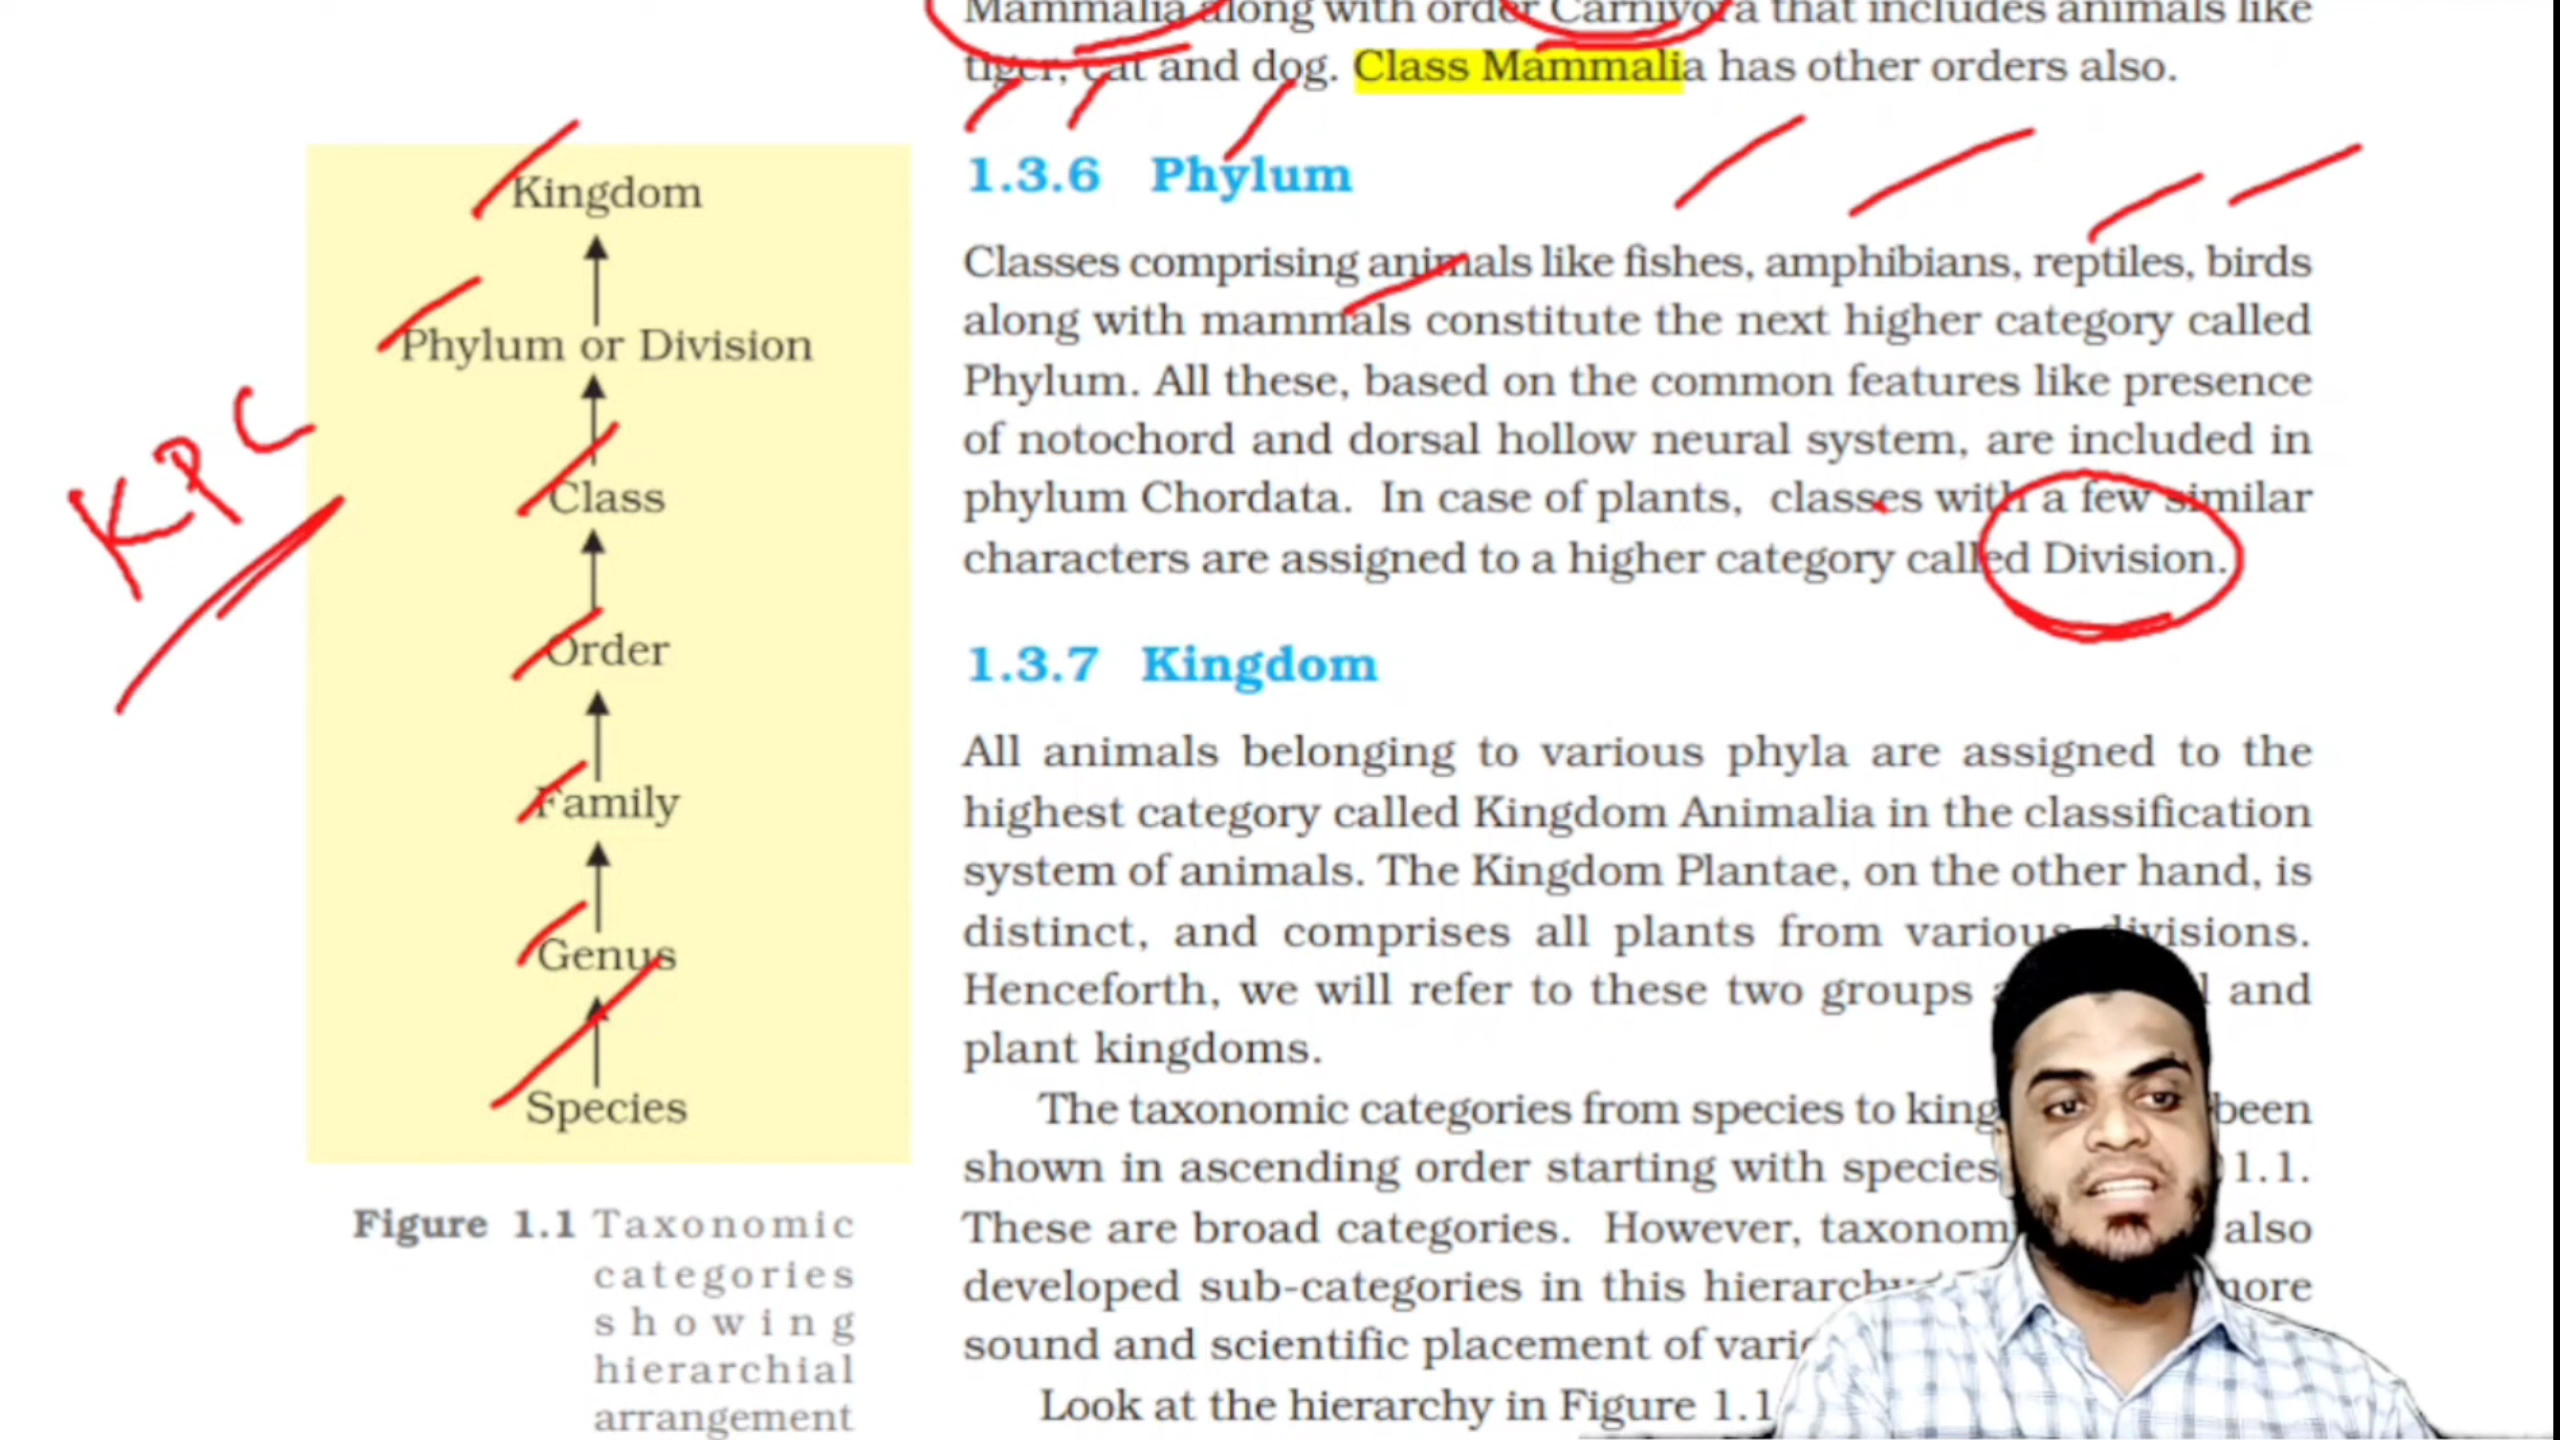 Mammalia along with order Carnivora that includes animals like
tiger, cat and dog. Class Mammalia has other orders also.
1.3.6 Phylum
Classes comprising animals like fishes, amphibians, reptiles, birds
along with mammals constitute the next higher category called
Phylum. All these, based on the common features like presence
of notochord and dorsal hollow neural system, are included in
phylum Chordata. In case of plants, classes with a few similar
characters are assigned to a higher category called Division.
1.3.7 Kingdom
All animals belonging to various phyla are assigned to the
highest category called Kingdom Animalia in the classification
system of animals. The Kingdom Plantae, on the other hand, is
distinct, and comprises all plants from various divisions.
Henceforth, we will refer to these two groups and
plant kingdoms.
The taxonomic categories from species to been
shown in ascending order starting with species 1.1.
These are broad categories. However, also
developed sub-categories in this hierarchy more
sound and scientific placement of
Look at the hierarchy in Figure 1.1
KPC
Kingdom
Phylum or Division
Class
Order
Family
Genus
Species
Figure 1.1 Taxonomic
categories
showing
hierarchial
arrangement